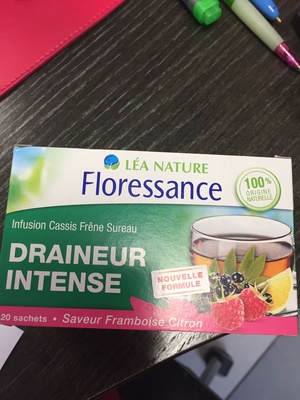 LÉA NATURE
Floressance
100%
ORIGINE
NATURELLE
Infusion Cassis Frêne Sureau
DRAINEUR
INTENSE
NOUVELLE
FORMULE
20 sachets • Saveur Framboise Citron